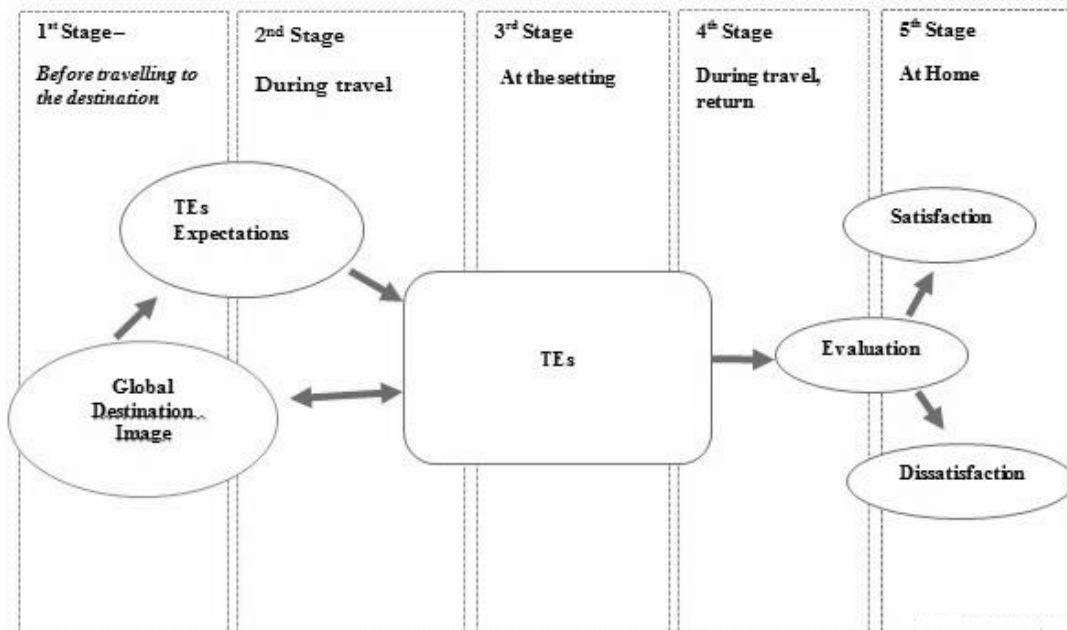 1st Stage –
Before travelling to
the destination
2nd Stage
During travel
3rd Stage
At the setting
4th Stage
During travel,
return
5th Stage
At Home
TEs
Expectations
Global
Destination
Image
TEs
Evaluation
Satisfaction
Dissatisfaction